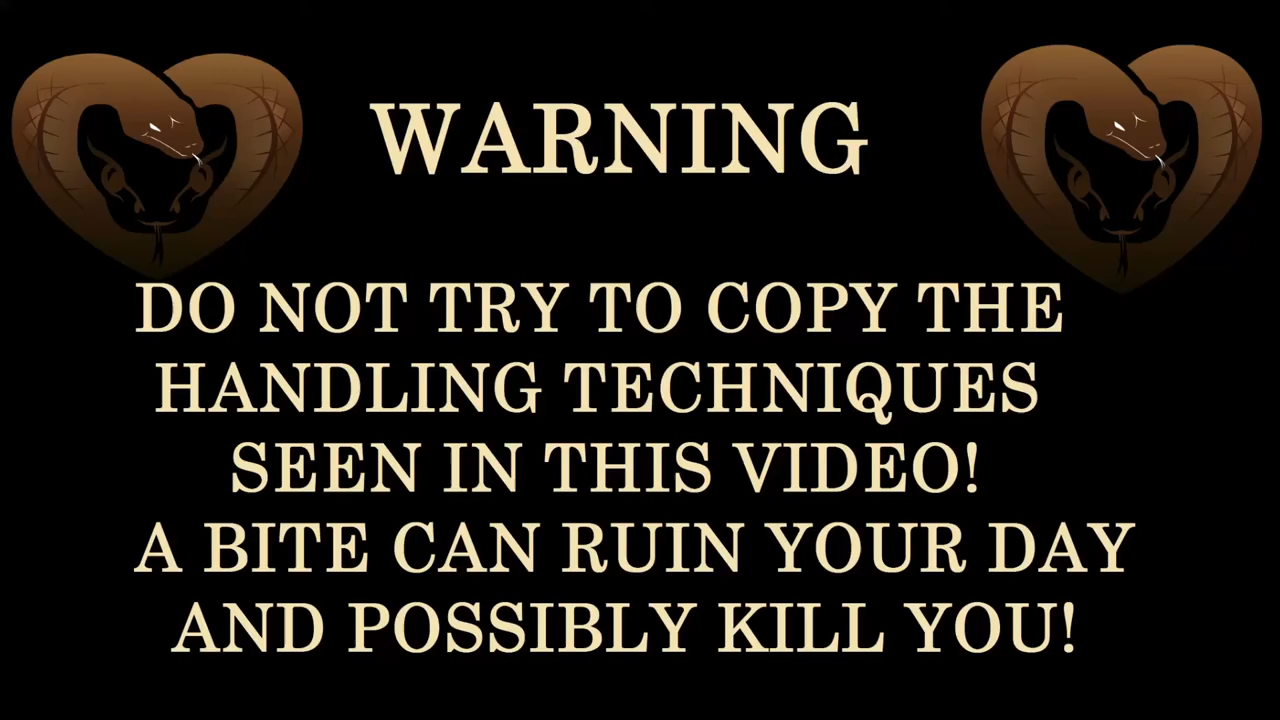 WARNING
DO NOT TRY TO COPY THE
HANDLING TECHNIQUES
SEEN IN THIS VIDEO!
A BITE CAN RUIN YOUR DAY
AND POSSIBLY KILL YOU!